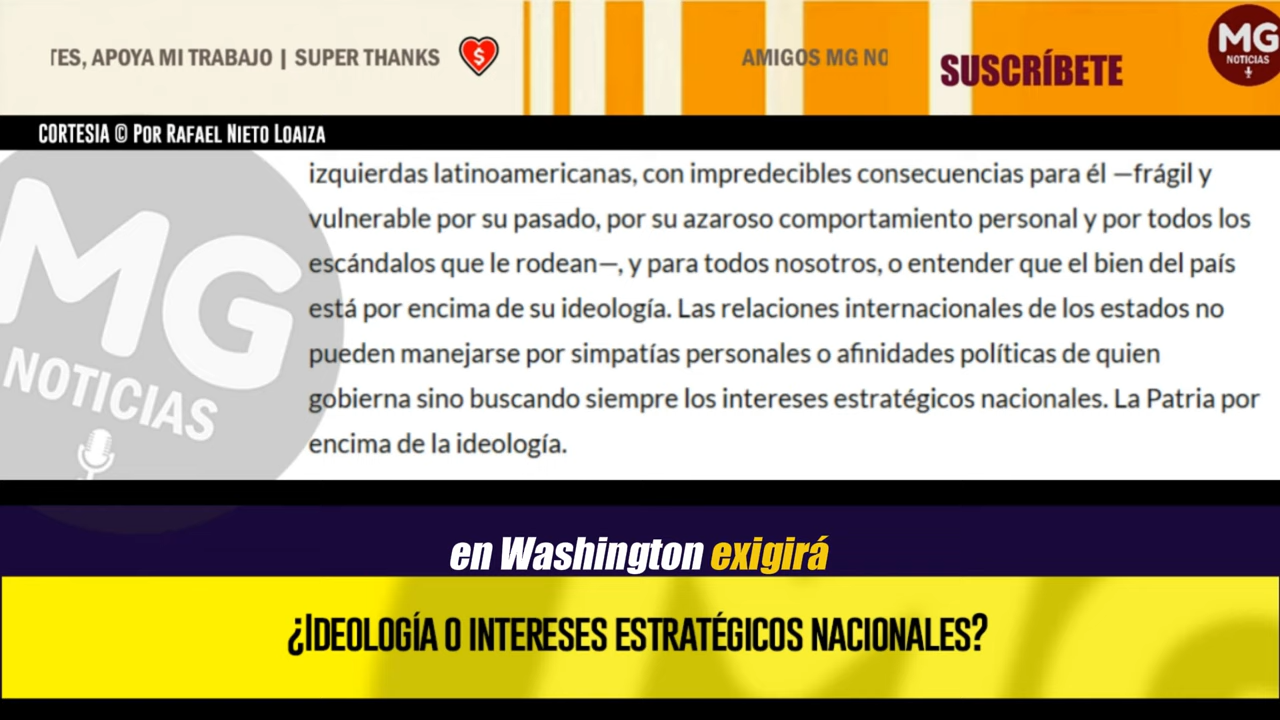 TES, APOYA MI TRABAJO | SUPER THANKS $
AMIGOS MG NO
SUSCRÍBETE
MG
NOTICIAS
CORTESIA © POR RAFAEL NIETO LOAIZA
izquierdas latinoamericanas, con impredecibles consecuencias para él —frágil y
vulnerable por su pasado, por su azaroso comportamiento personal y por todos los
escándalos que le rodean—, y para todos nosotros, o entender que el bien del país
está por encima de su ideología. Las relaciones internacionales de los estados no
pueden manejarse por simpatías personales o afinidades políticas de quien
gobierna sino buscando siempre los intereses estratégicos nacionales. La Patria por
encima de la ideología.
MG
NOTICIAS
en Washington exigirá
¿IDEOLOGÍA O INTERESES ESTRATÉGICOS NACIONALES?